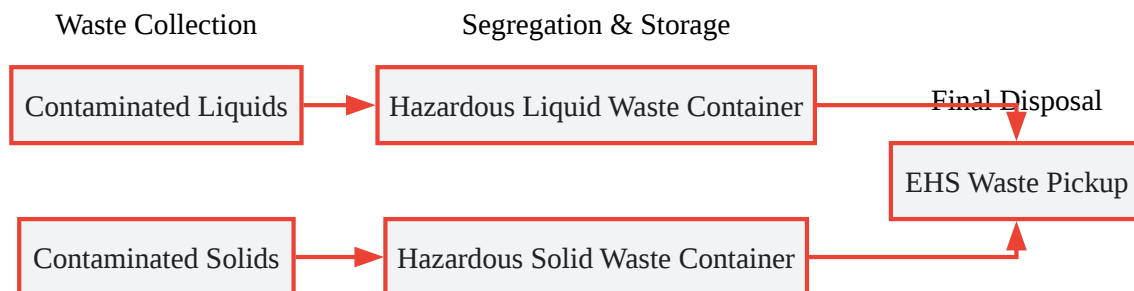 Waste Collection
Segregation & Storage
Contaminated Liquids
Hazardous Liquid Waste Container
Final Disposal
EHS Waste Pickup
Contaminated Solids
Hazardous Solid Waste Container